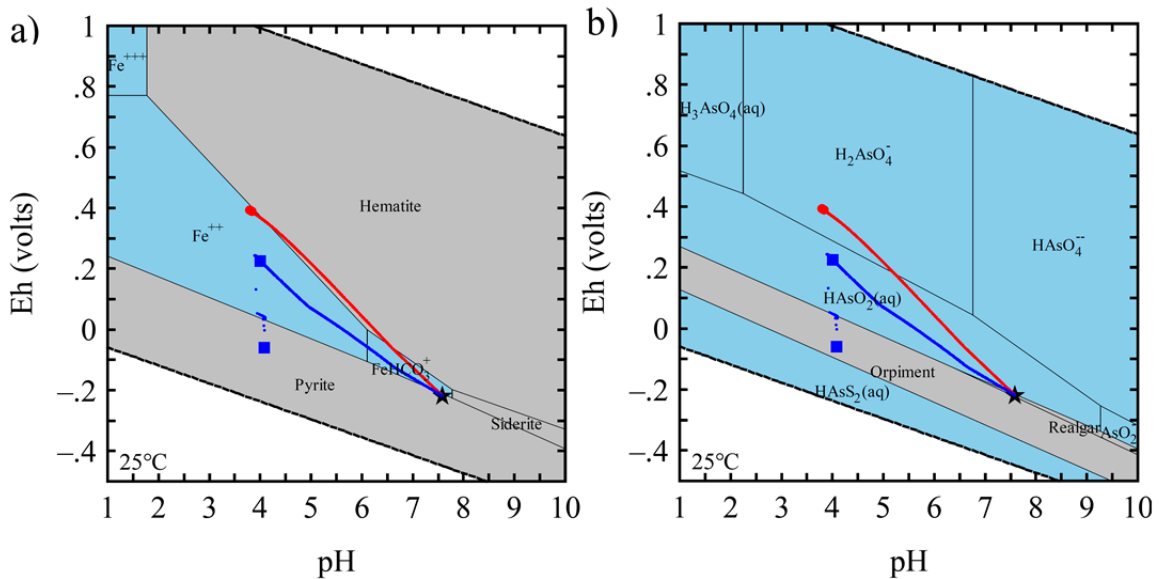 a)
1
.8
.6
.4
.2
0
−.2
−.4
Eh (volts)
Fe+++
Fe++
Hematite
FeHCO3+
Pyrite
Siderite
25°C
1 2 3 4 5 6 7 8 9 10
pH
b)
1
.8
.6
.4
.2
0
−.2
−.4
Eh (volts)
H3AsO4(aq)
H2AsO4-
HAsO4--
HAsO2(aq)
Orpiment
HAsS2(aq)
Realgar
AsO2-
25°C
1 2 3 4 5 6 7 8 9 10
pH